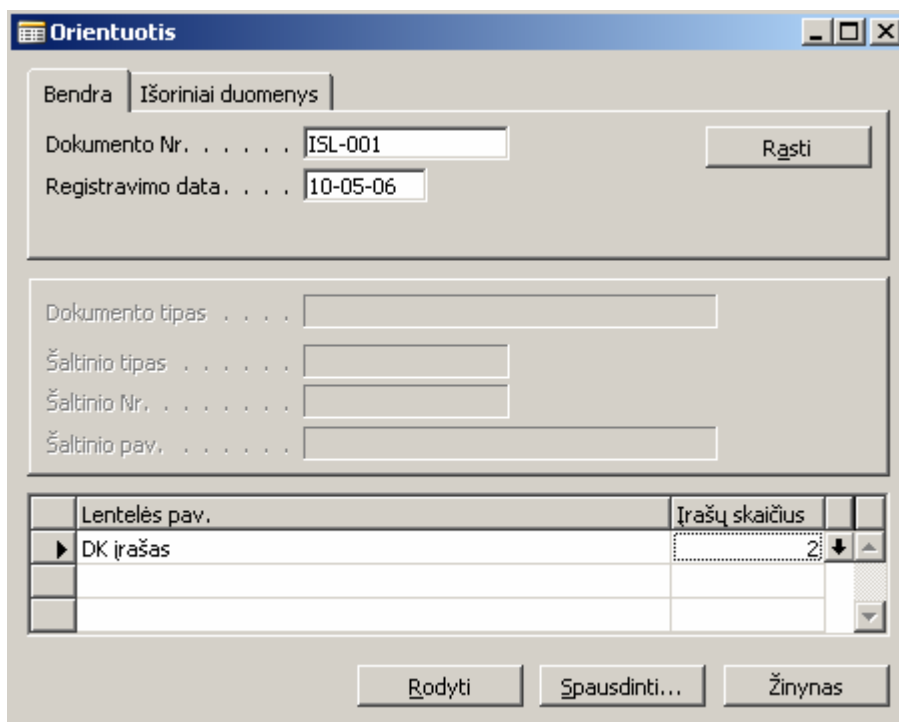 Orientuotis
Bendra Išoriniai duomenys
Dokumento Nr. . . . . . ISL-001 Rasti
Registravimo data. . . . 10-05-06
Dokumento tipas . . . . 
Šaltinio tipas . . . . . .
Šaltinio Nr. . . . . . . .
Šaltinio pav. . . . . . .
Lentelės pav. Įrašų skaičius
DK įrašas 2
Rodyti Spausdinti... Žinynas